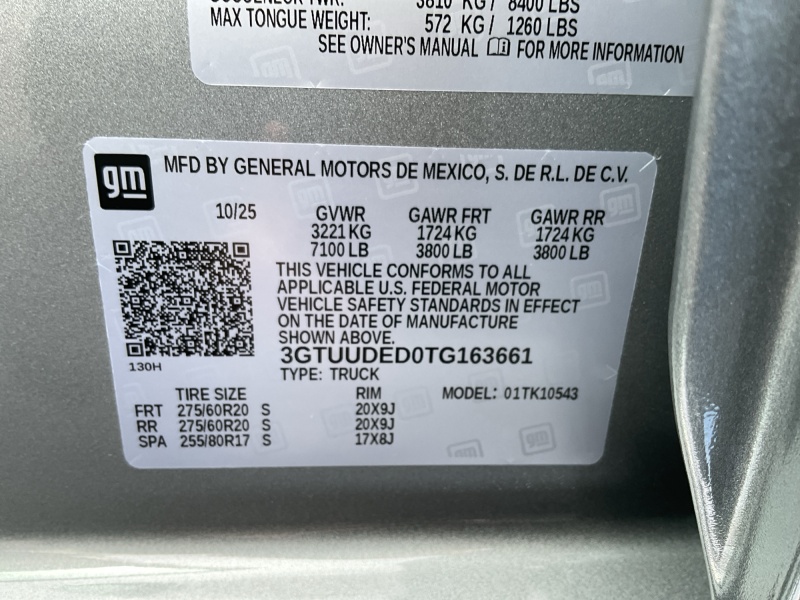 3810 KG/ 8400 LBS
MAX TONGUE WEIGHT: 572 KG/ 1260 LBS
SEE OWNER'S MANUAL FOR MORE INFORMATION
gm
MFD BY GENERAL MOTORS DE MEXICO, S. DE R.L. DE C.V.
10/25 GVWR GAWR FRT GAWR RR
3221 KG 1724 KG 1724 KG
7100 LB 3800 LB 3800 LB
THIS VEHICLE CONFORMS TO ALL
APPLICABLE U.S. FEDERAL MOTOR
VEHICLE SAFETY STANDARDS IN EFFECT
ON THE DATE OF MANUFACTURE
SHOWN ABOVE.
3GTUUDED0TG163661
130H
TYPE: TRUCK
TIRE SIZE RIM MODEL: 01TK10543
FRT 275/60R20 S 20X9J
RR 275/60R20 S 20X9J
SPA 255/80R17 S 17X8J